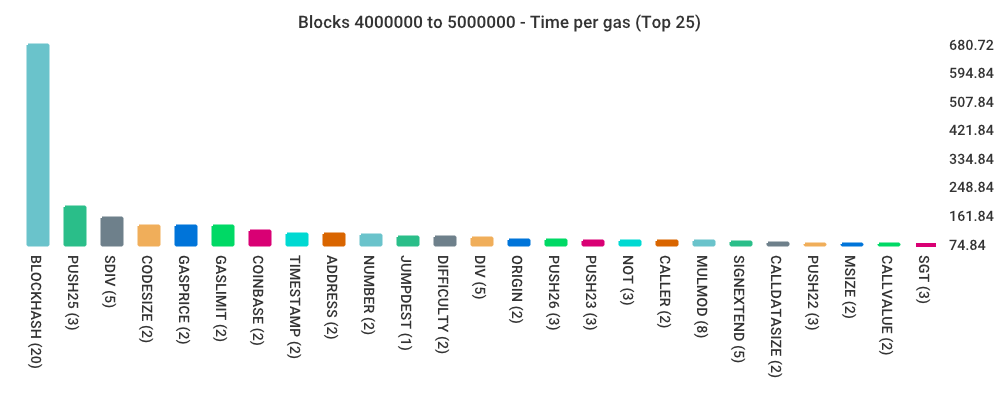 Blocks 4000000 to 5000000 - Time per gas (Top 25)
680.72
594.84
507.84
421.84
334.84
248.84
161.84
74.84
BLOCKHASH (20)
PUSH25 (3)
SDIV (5)
CODESIZE (2)
GASPRICE (2)
GASLIMIT (2)
COINBASE (2)
TIMESTAMP (2)
ADDRESS (2)
NUMBER (2)
JUMPDEST (1)
DIFFICULTY (2)
DIV (5)
ORIGIN (2)
PUSH26 (3)
PUSH23 (3)
NOT (3)
CALLER (2)
MULMOD (8)
SIGNEXTEND (5)
CALLDATASIZE (2)
PUSH22 (3)
MSIZE (2)
CALLVALUE (2)
SGT (3)